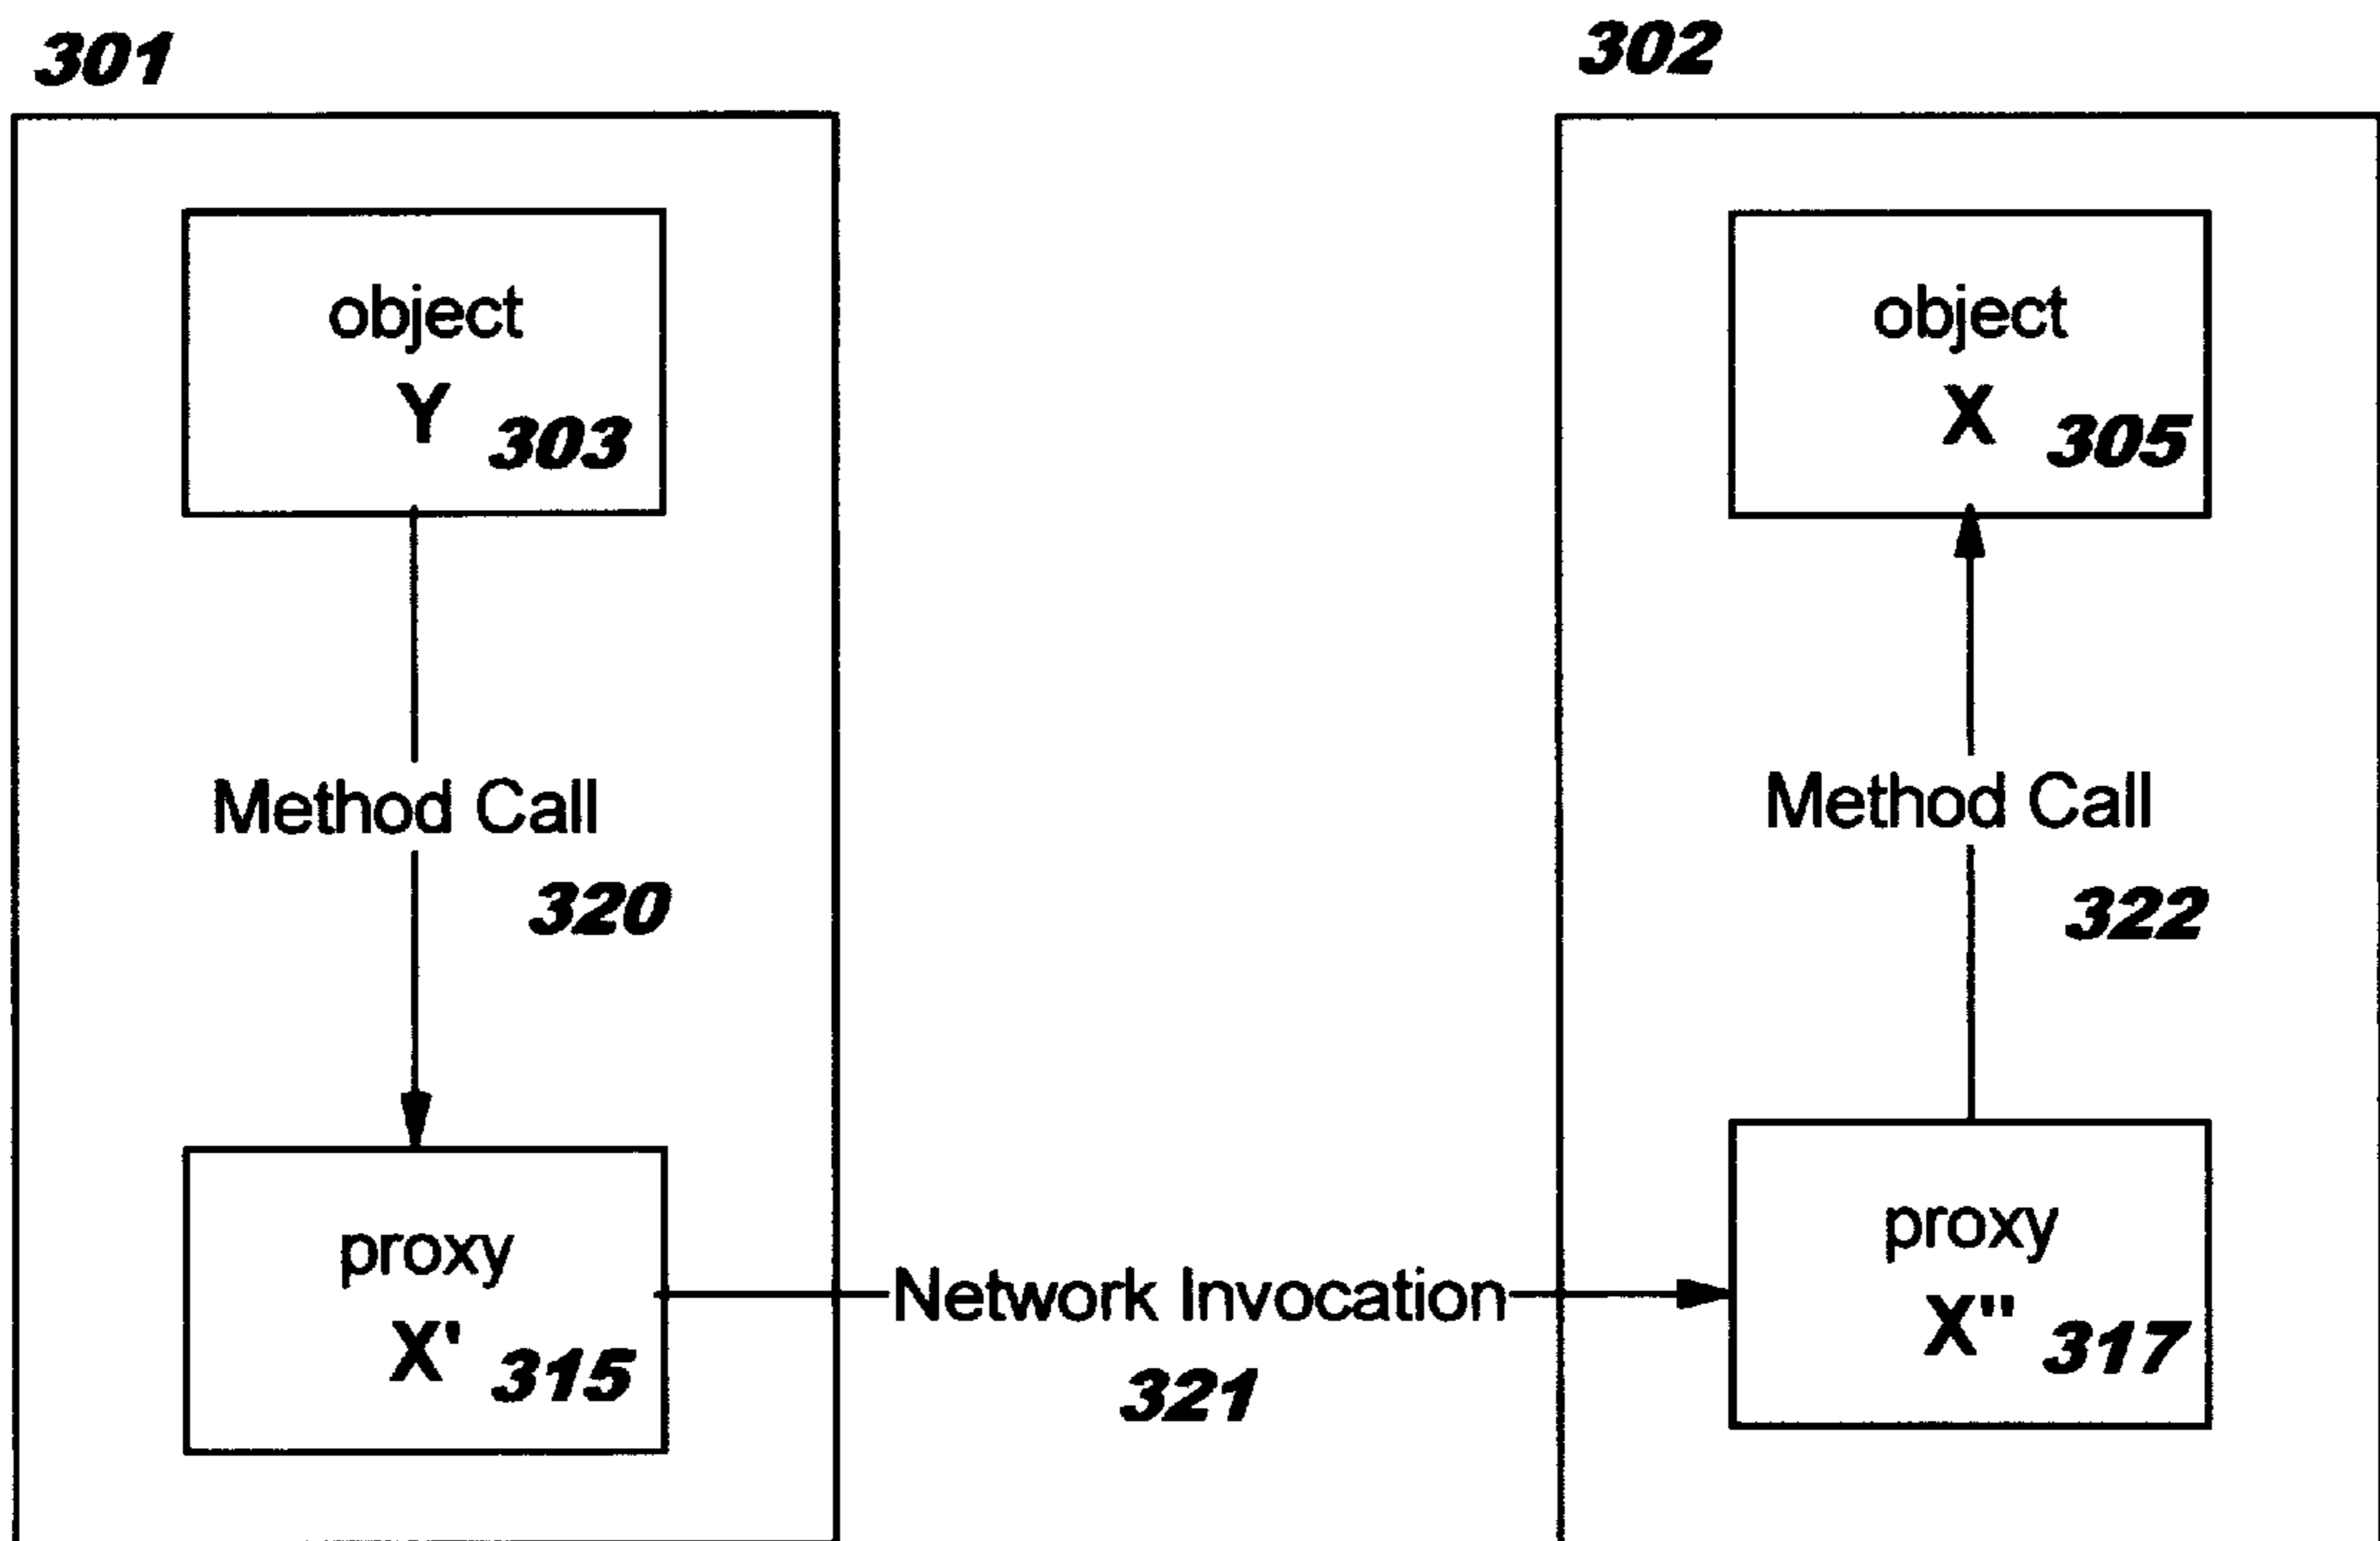 301
302
object
Y 303
object
X 305
Method Call
320
Method Call
322
proxy
X' 315
Network Invocation
321
proxy
X" 317